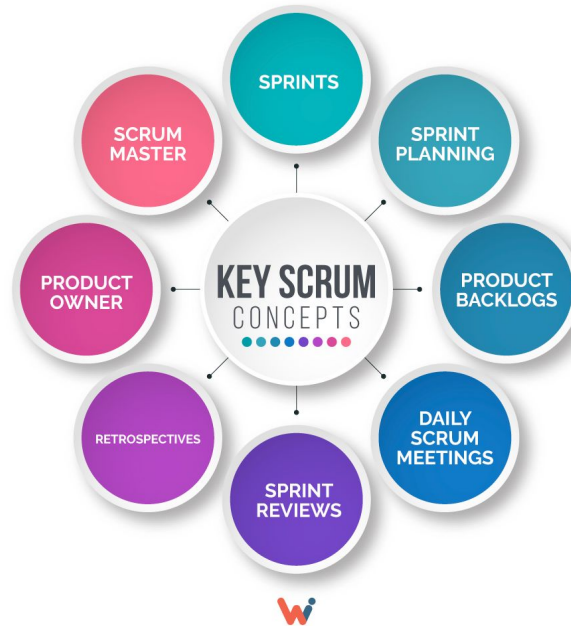 SPRINTS
SPRINT
PLANNING
PRODUCT
BACKLOGS
DAILY
SCRUM
MEETINGS
SPRINT
REVIEWS
RETROSPECTIVES
PRODUCT
OWNER
SCRUM
MASTER
KEY SCRUM
CONCEPTS